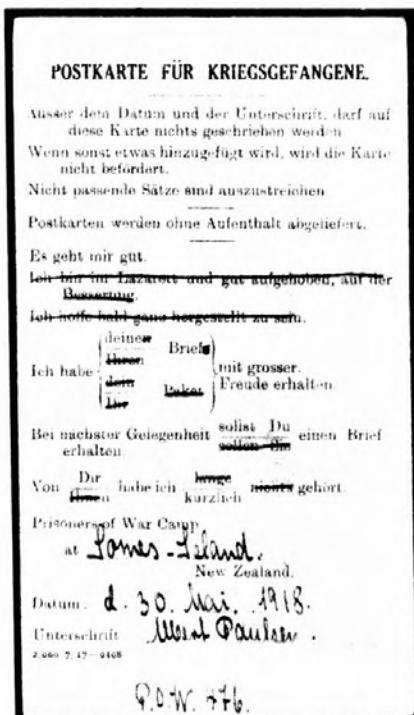 POSTKARTE FÜR KRIEGSGEFANGENE.
Ausser dem Datum und der Unterschrift, darf auf
diese Karte nichts geschrieben werden
Wenn sonst etwas hinzugefügt wird, wird die Karte
nicht befördert.
Nicht passende Sätze sind auszustreichen
Postkarten werden ohne Aufenthalt abgeliefert.
Es geht mir gut.
Ich bin im Lazarett und gut aufgehoben, auf der
Besserung.
Ich hoffe bald ganz hergestellt zu sein.
deinen
Ihren
Briefe
Ich habe
dein
Ihr
Paket
mit grosser.
Freude erhalten.
Bei nächster Gelegenheit
sollst Du
sollen Sie
einen Brief
erhalten.
Von
Dir
Ihnen
habe ich
lange
kürzlich
nichts gehört.
Prisoners of War Camp
at Somes-Island.
New Zealand.
Datum. d. 30. Mai. 1918.
Unterschrift Albert Paulsen.
2,000 7, 17—9408
P.O.W. 476.